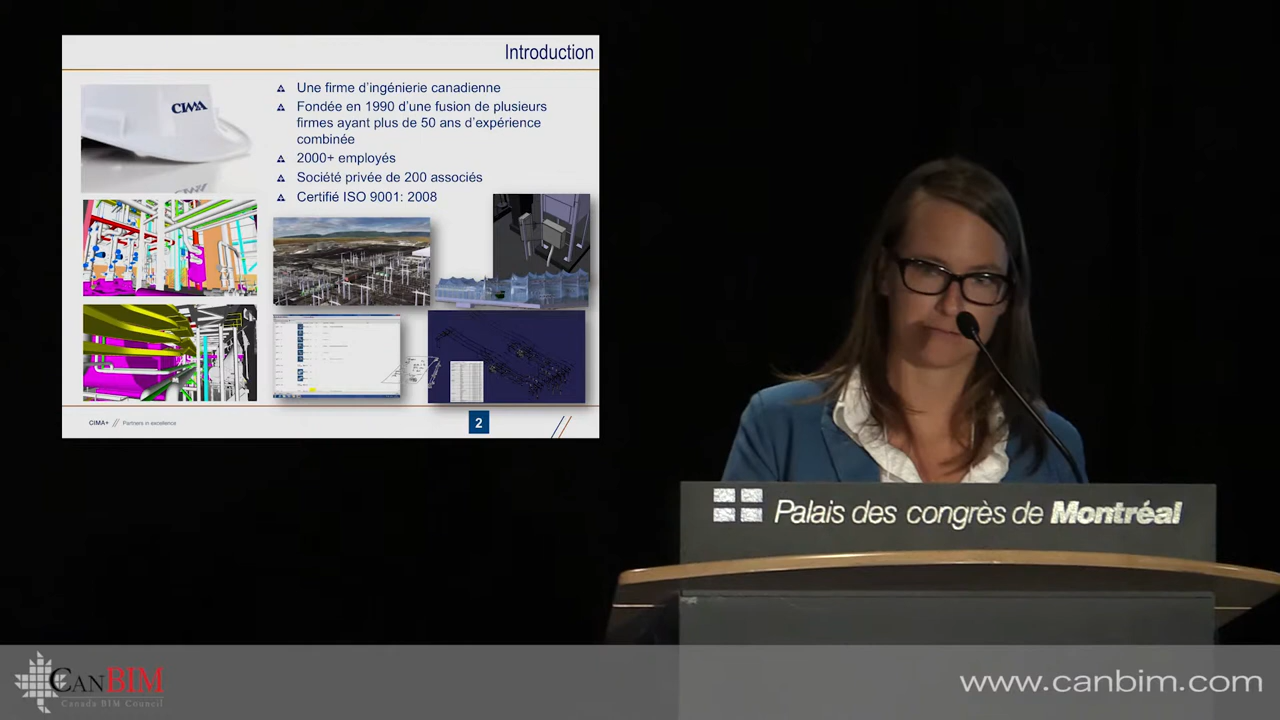 Introduction
CIMA
Une firme d'ingénierie canadienne
Fondée en 1990 d'une fusion de plusieurs
firmes ayant plus de 50 ans d'expérience
combinée
2000+ employés
Société privée de 200 associés
Certifié ISO 9001: 2008
CIMA+ // Partners in excellence
2
Palais des congrès de Montréal
CanBIM
Canada BIM Council
www.canbim.com